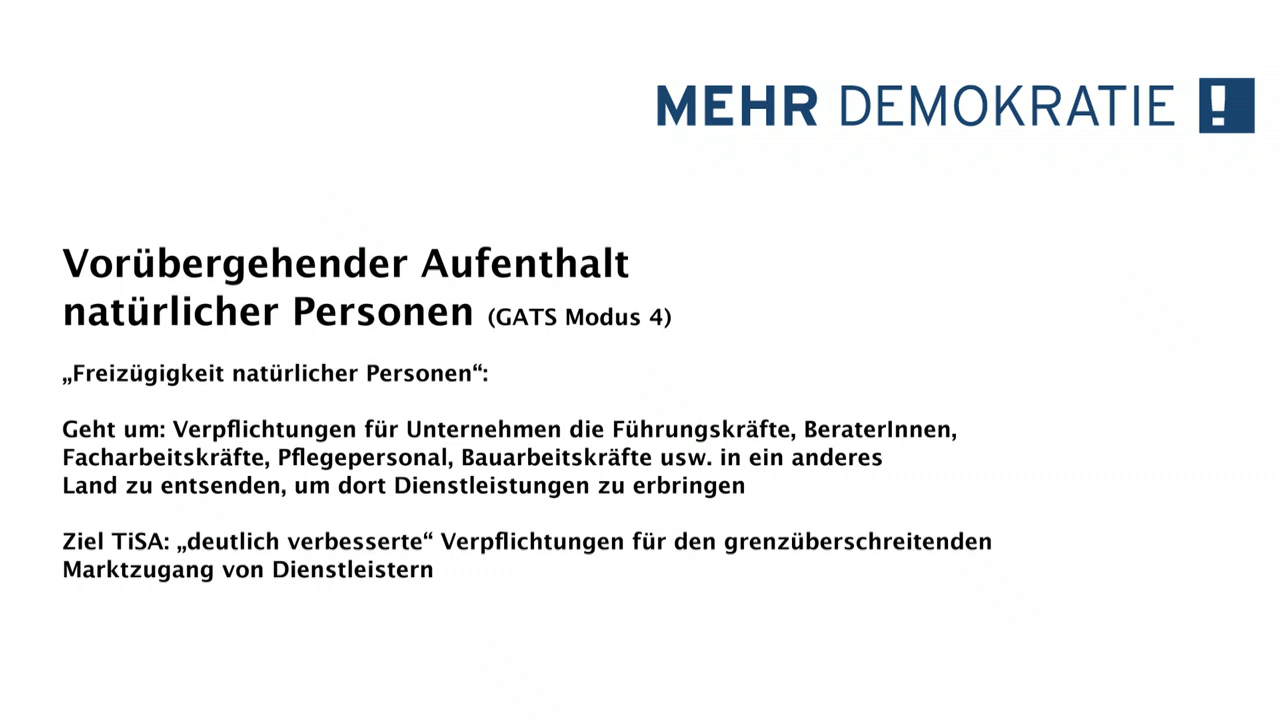 MEHR DEMOKRATIE !
Vorübergehender Aufenthalt
natürlicher Personen (GATS Modus 4)
„Freizügigkeit natürlicher Personen“:
Geht um: Verpflichtungen für Unternehmen die Führungskräfte, BeraterInnen,
Facharbeitskräfte, Pflegepersonal, Bauarbeitskräfte usw. in ein anderes
Land zu entsenden, um dort Dienstleistungen zu erbringen
Ziel TiSA: „deutlich verbesserte“ Verpflichtungen für den grenzüberschreitenden
Marktzugang von Dienstleistern